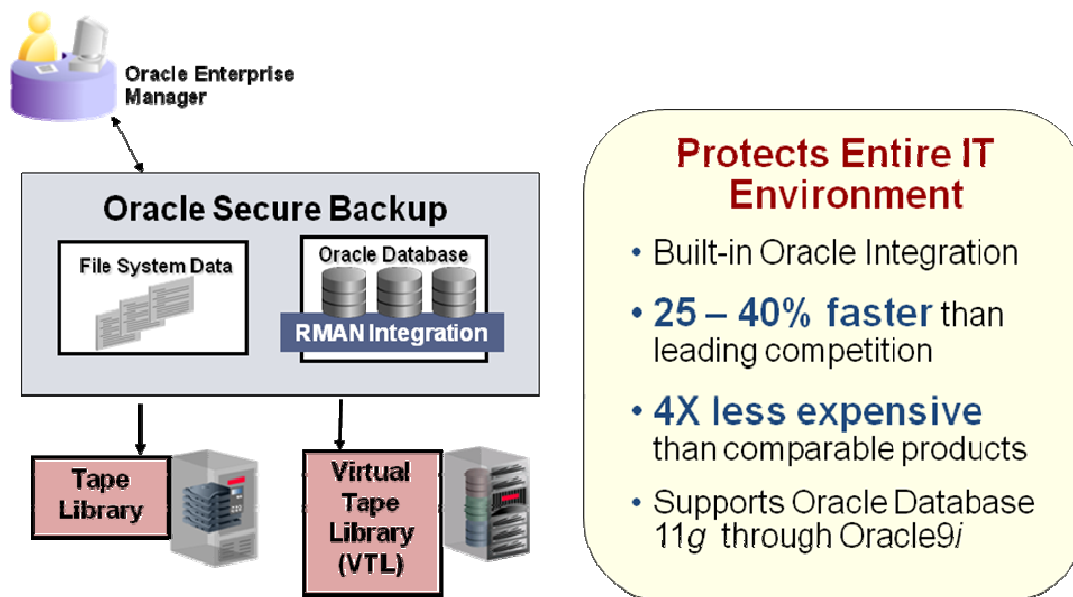 Oracle Enterprise
Manager
Oracle Secure Backup
File System Data
Oracle Database
RMAN Integration
Tape
Library
Virtual
Tape
Library
(VTL)
Protects Entire IT
Environment
• Built-in Oracle Integration
• 25 – 40% faster than
leading competition
• 4X less expensive
than comparable products
• Supports Oracle Database
11g through Oracle9i